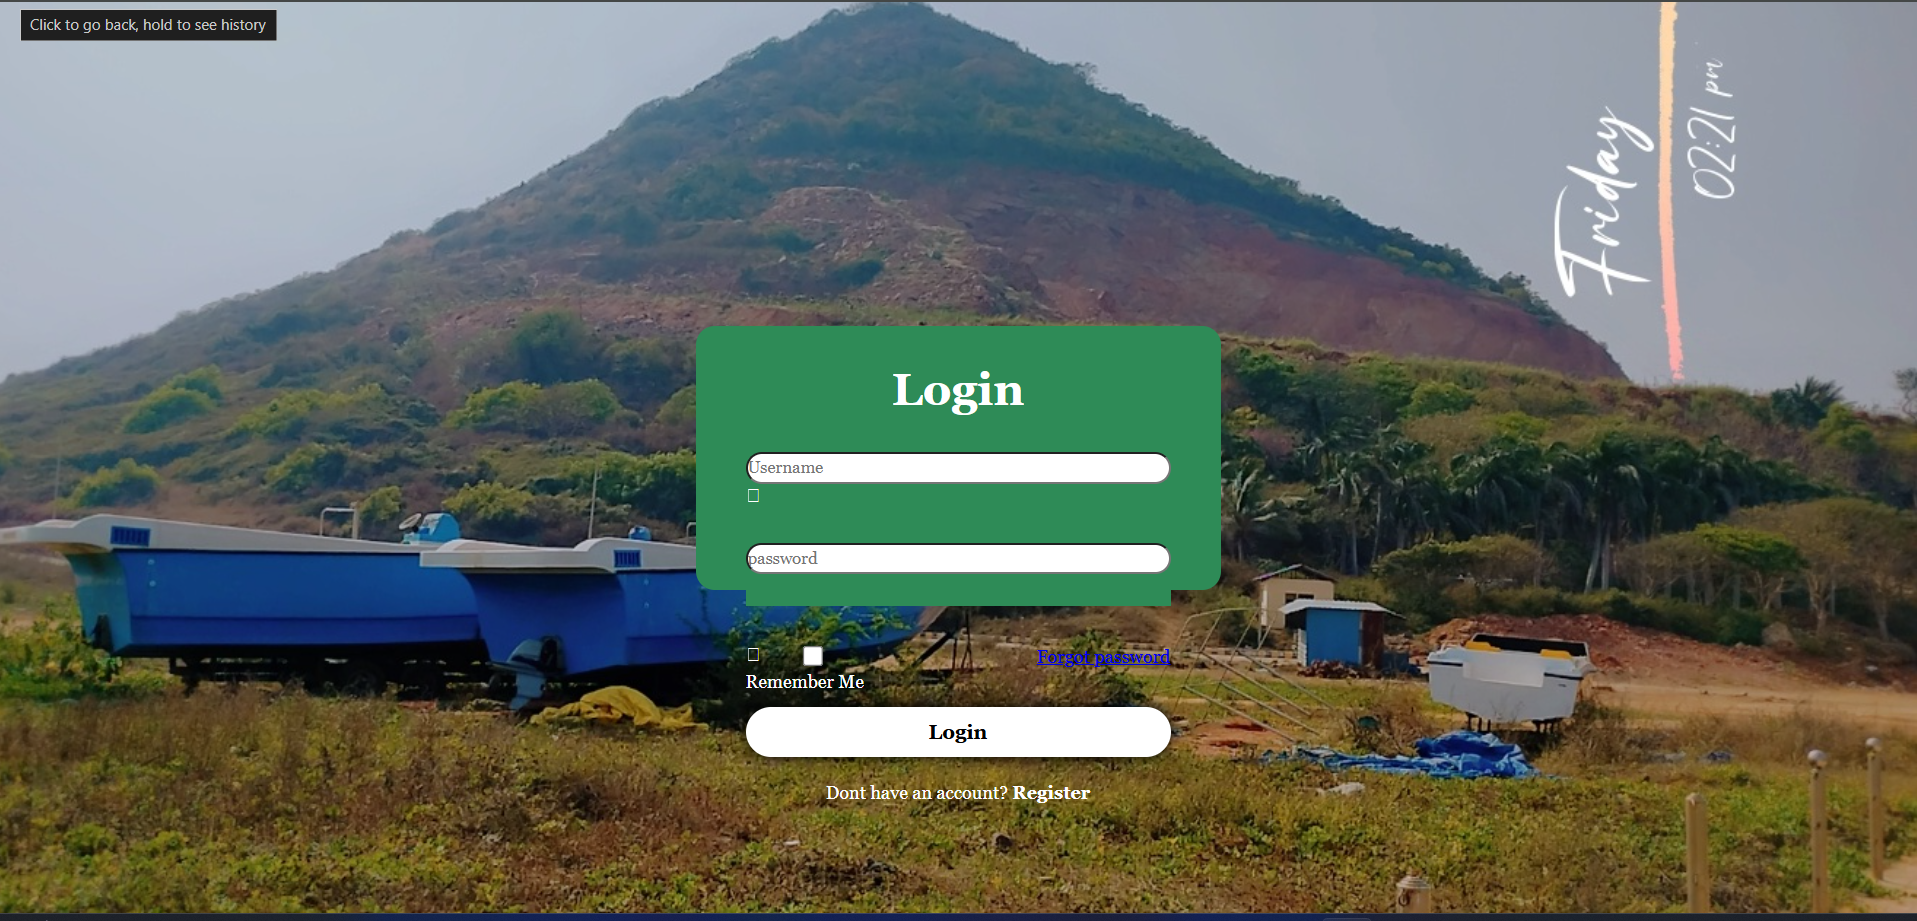 Click to go back, hold to see history
Friday
02:21 pm
Login
Username
password
Forgot password
Remember Me
Login
Dont have an account? Register